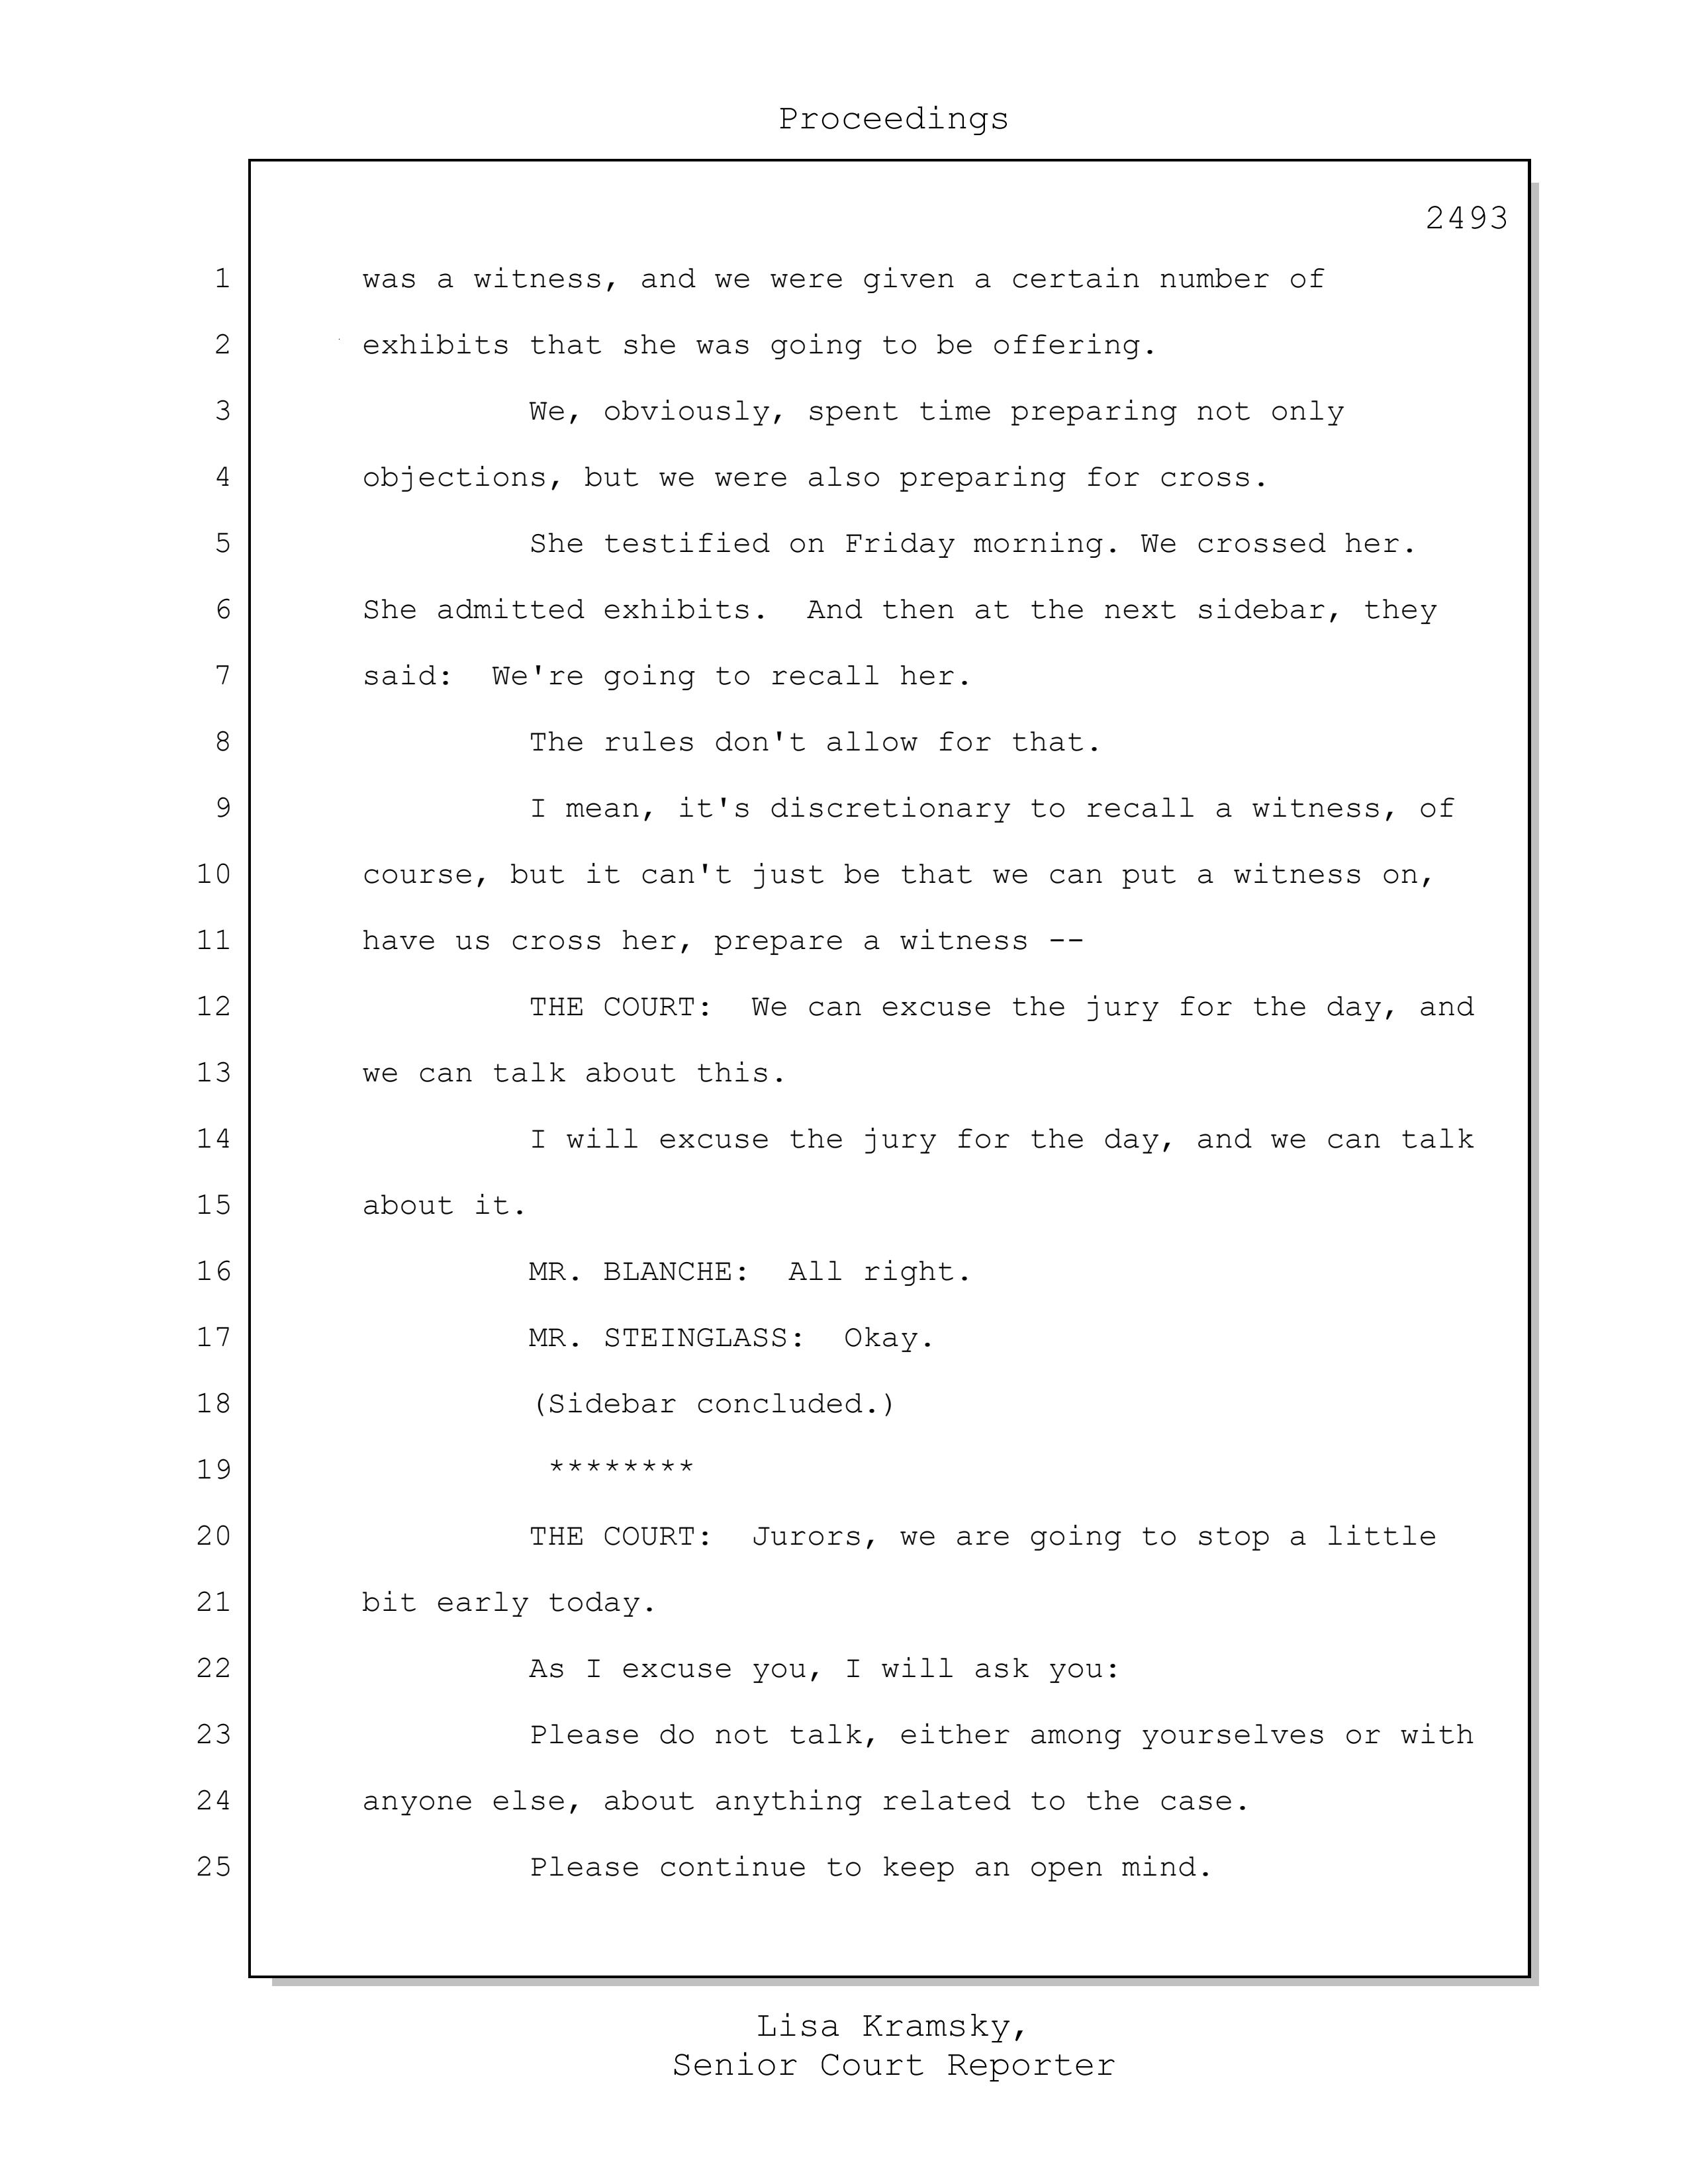 Proceedings
2493
1 was a witness, and we were given a certain number of
2 exhibits that she was going to be offering.
3 We, obviously, spent time preparing not only
4 objections, but we were also preparing for cross.
5 She testified on Friday morning. We crossed her.
6 She admitted exhibits.  And then at the next sidebar, they
7 said:  We're going to recall her.
8 The rules don't allow for that.
9 I mean, it's discretionary to recall a witness, of
10 course, but it can't just be that we can put a witness on,
11 have us cross her, prepare a witness --
12 THE COURT:  We can excuse the jury for the day, and
13 we can talk about this.
14 I will excuse the jury for the day, and we can talk
15 about it.
16 MR. BLANCHE:  All right.
17 MR. STEINGLASS:  Okay.
18 (Sidebar concluded.)
19 ********
20 THE COURT:  Jurors, we are going to stop a little
21 bit early today.
22 As I excuse you, I will ask you:
23 Please do not talk, either among yourselves or with
24 anyone else, about anything related to the case.
25 Please continue to keep an open mind.
Lisa Kramsky,
Senior Court Reporter